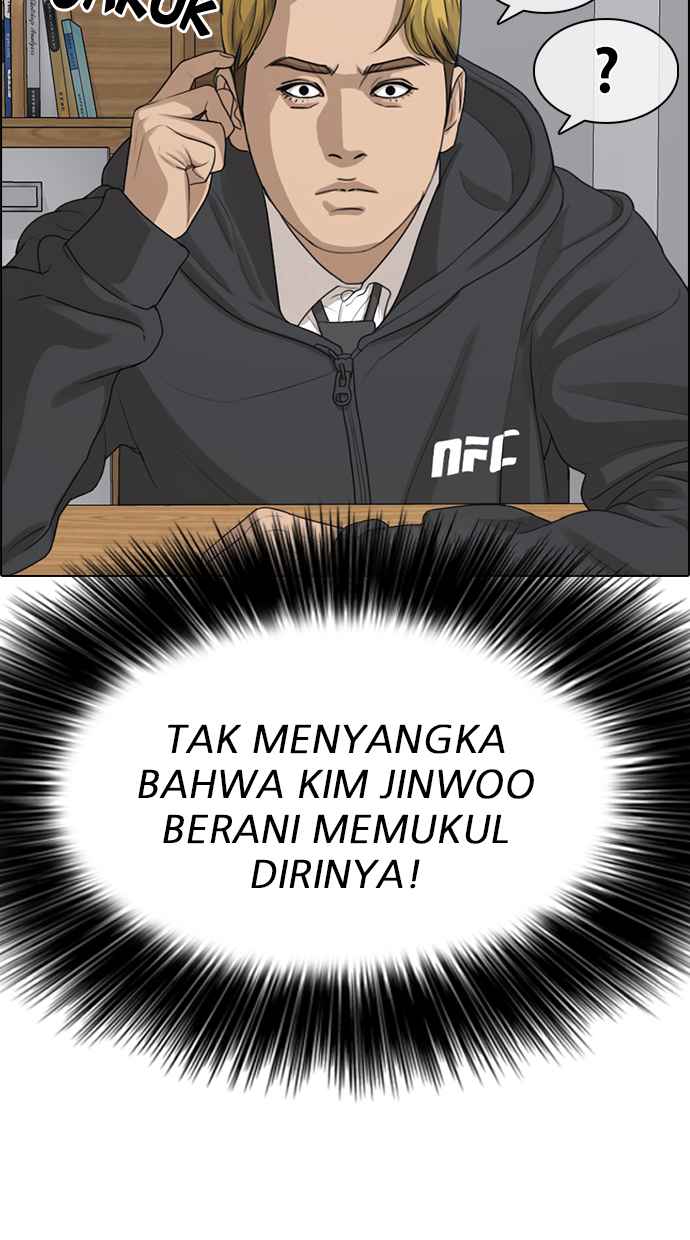 ?
NFC
TAK MENYANGKA
BAHWA KIM JINWOO
BERANI MEMUKUL
DIRINYA!